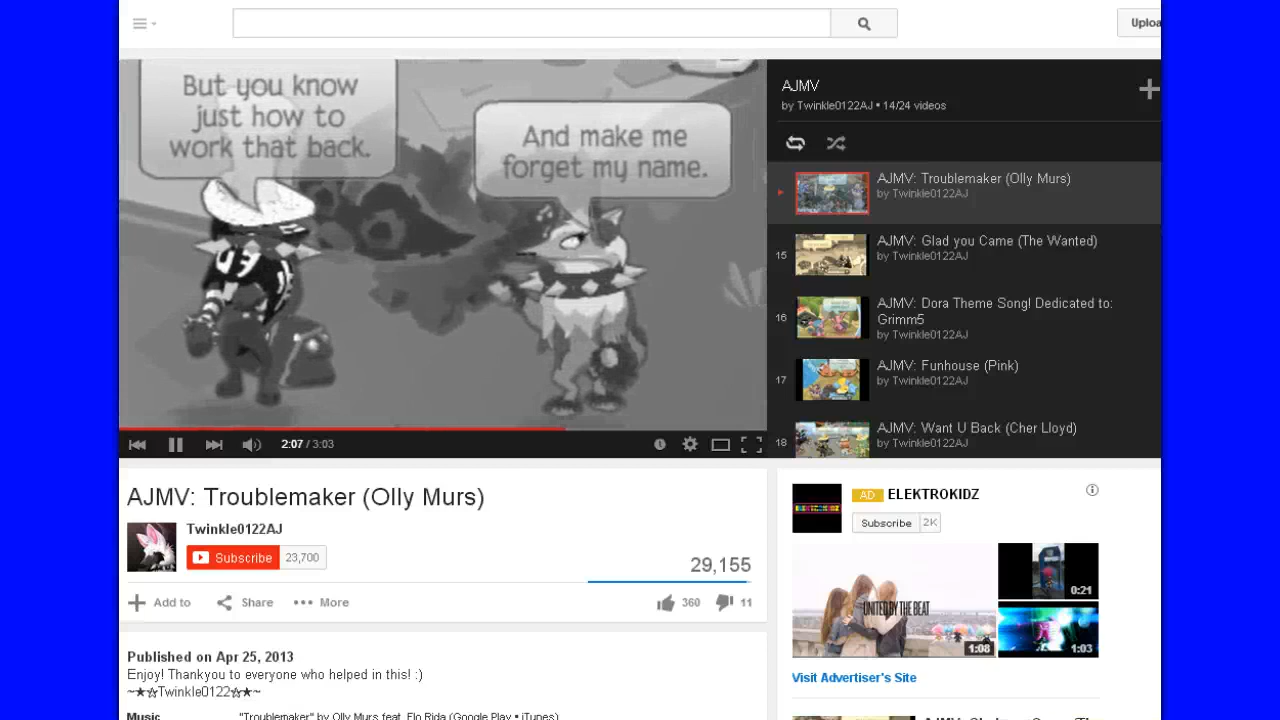 Uploa
But you know
just how to
work that back.
And make me
forget my name.
AJMV
by Twinkle0122AJ • 14/24 videos
AJMV: Troublemaker (Olly Murs)
by Twinkle0122AJ
15
AJMV: Glad you Came (The Wanted)
by Twinkle0122AJ
16
AJMV: Dora Theme Song! Dedicated to:
Grimm5
by Twinkle0122AJ
17
AJMV: Funhouse (Pink)
by Twinkle0122AJ
18
AJMV: Want U Back (Cher Lloyd)
by Twinkle0122AJ
2:07 / 3:03
AJMV: Troublemaker (Olly Murs)
Twinkle0122AJ
Subscribe 23,700
29,155
Add to Share More 360 11
Published on Apr 25, 2013
Enjoy! Thankyou to everyone who helped in this! :)
~★☆Twinkle0122☆★~
Music "Troublemaker" by Olly Murs feat. Flo Rida (Google Play • iTunes)
AD ELEKTROKIDZ
Subscribe 2K
UNITED BY THE BEAT
1:08
0:21
1:03
Visit Advertiser's Site